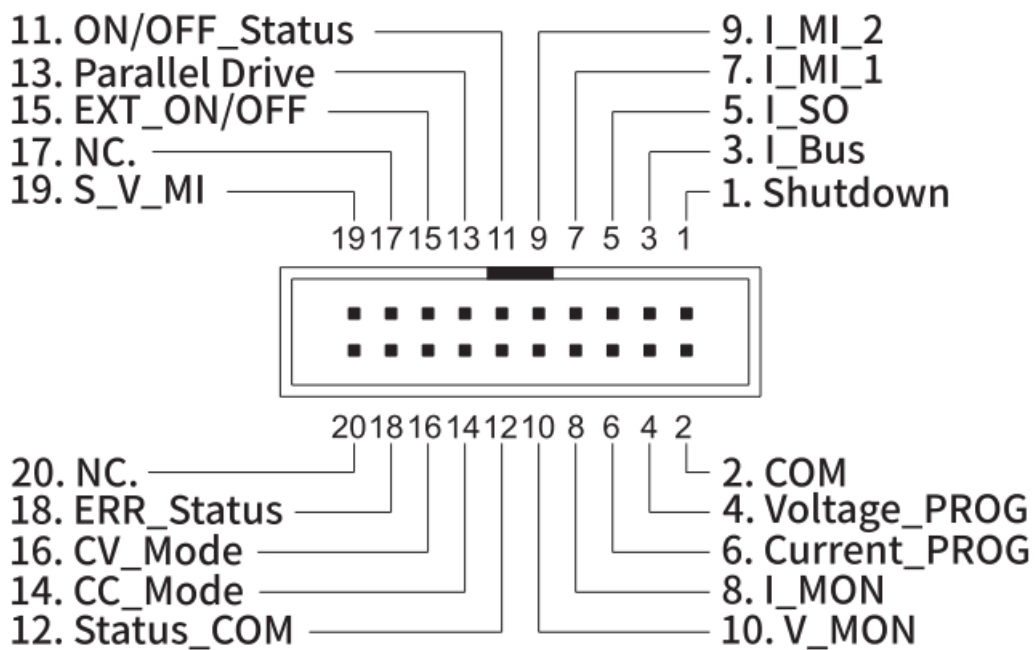 11. ON/OFF_Status
13. Parallel Drive
15. EXT_ON/OFF
17. NC.
19. S_V_MI
9. I_MI_2
7. I_MI_1
5. I_SO
3. I_Bus
1. Shutdown
19 17 15 13 11 9 7 5 3 1
20 18 16 14 12 10 8 6 4 2
20. NC.
18. ERR_Status
16. CV_Mode
14. CC_Mode
12. Status_COM
2. COM
4. Voltage_PROG
6. Current_PROG
8. I_MON
10. V_MON